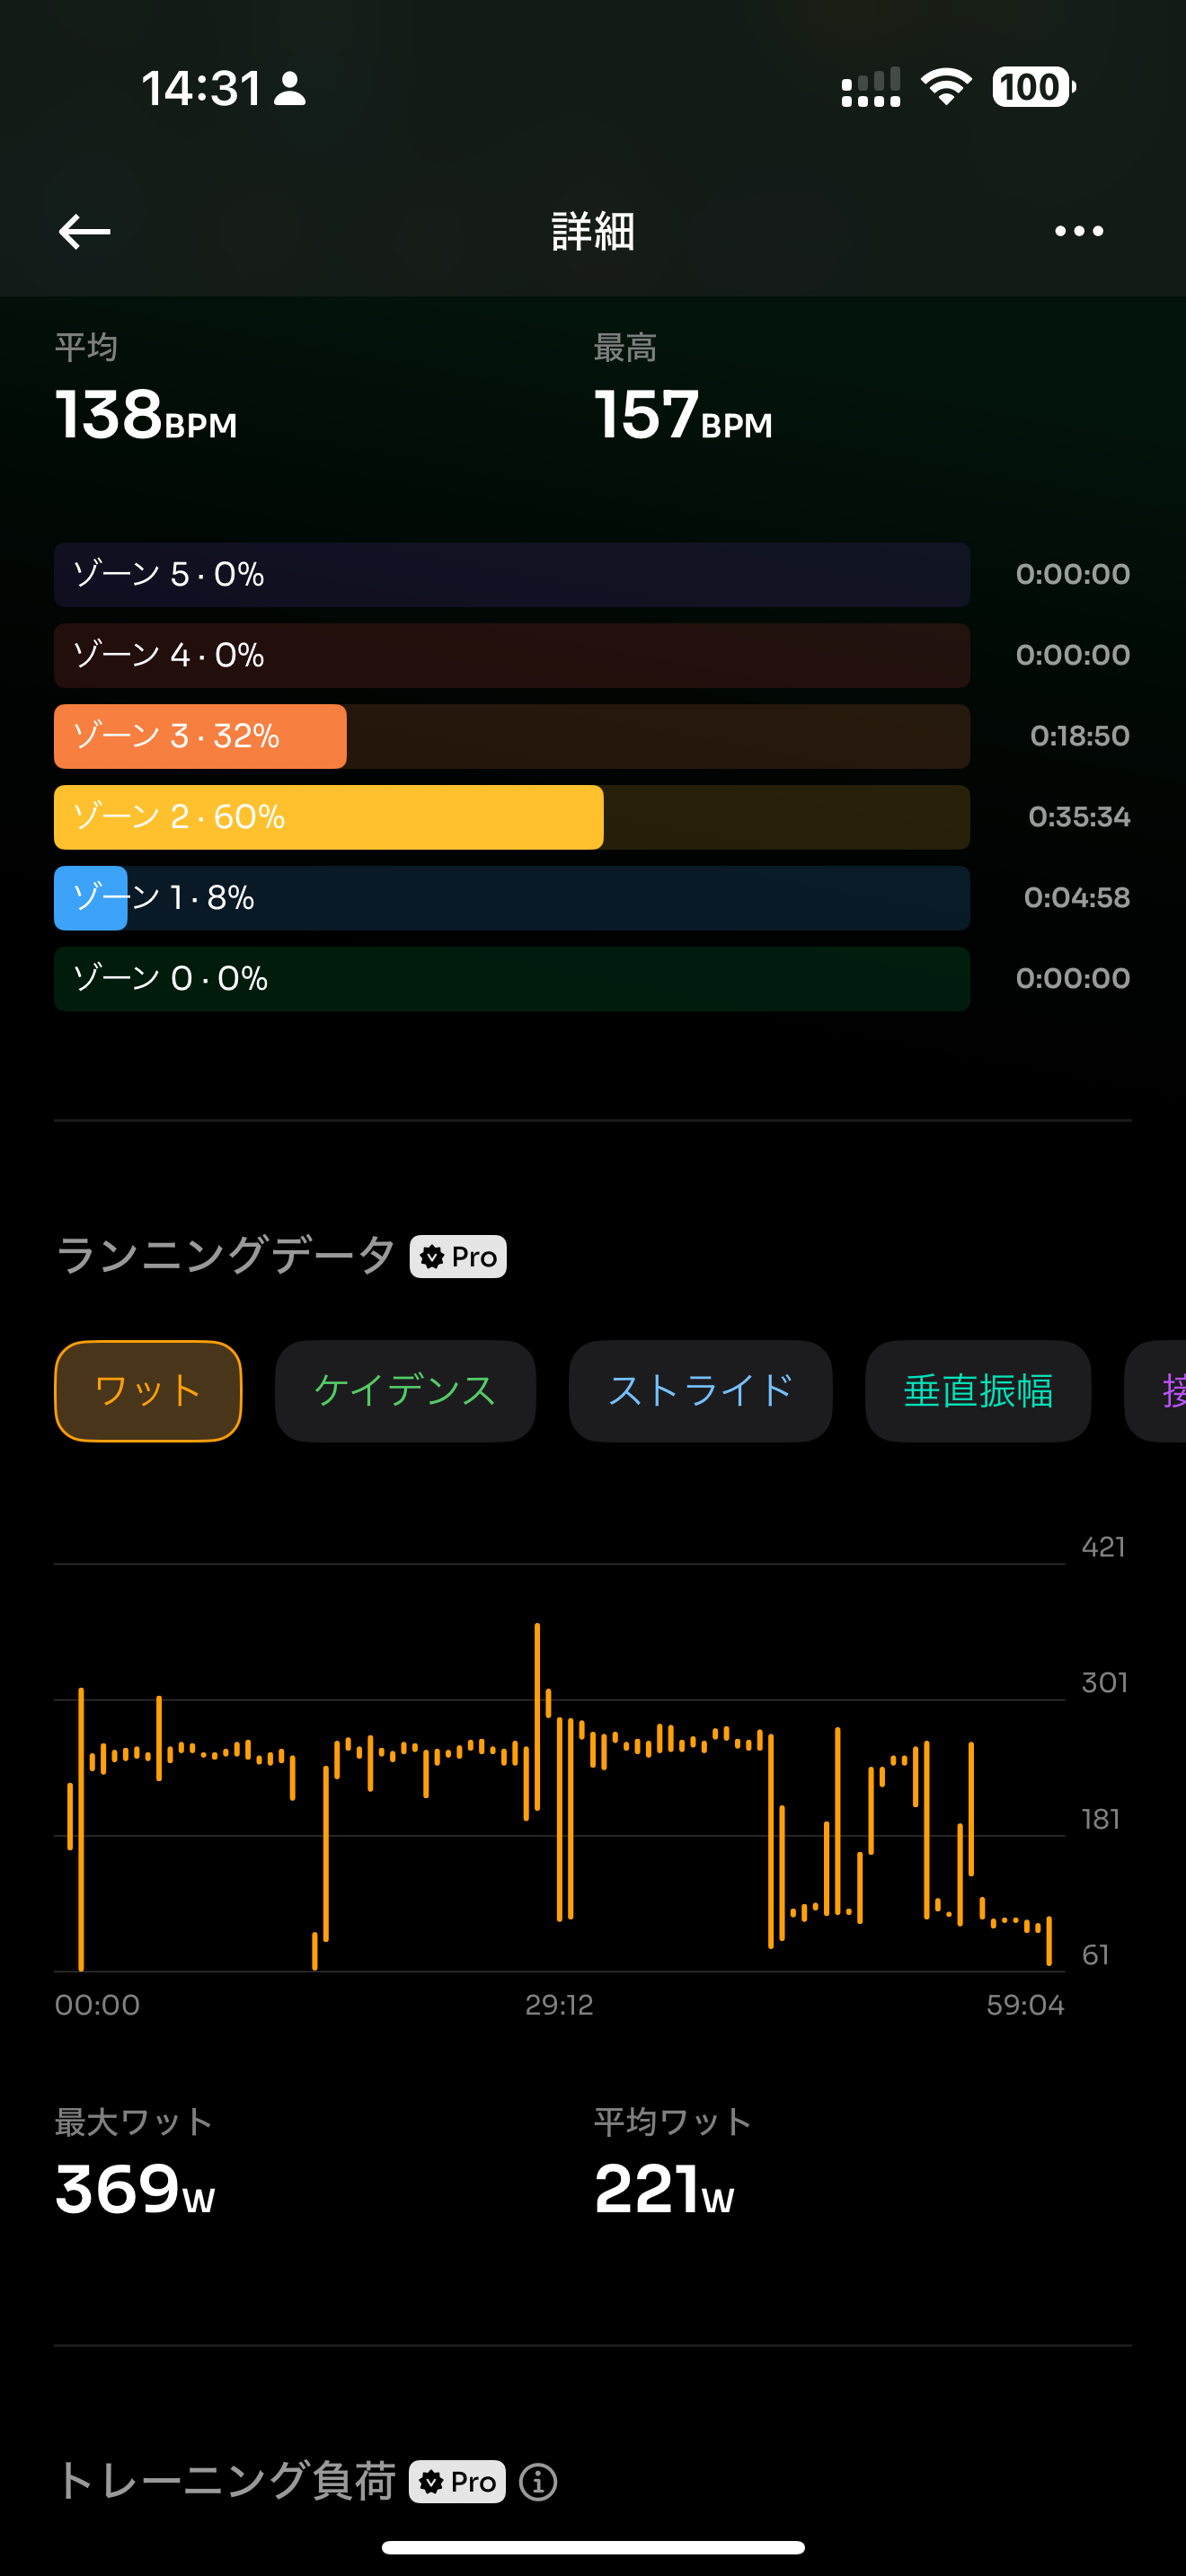 14:31
100
詳細
平均
最高
138BPM
157BPM
ゾーン 5 · 0%
0:00:00
ゾーン 4 · 0%
0:00:00
ゾーン 3 · 32%
0:18:50
ゾーン 2 · 60%
0:35:34
ゾーン 1 · 8%
0:04:58
ゾーン 0 · 0%
0:00:00
ランニングデータ Pro
ワット
ケイデンス
ストライド
垂直振幅
接
421
301
181
61
00:00
29:12
59:04
最大ワット
平均ワット
369W
221W
トレーニング負荷 Pro